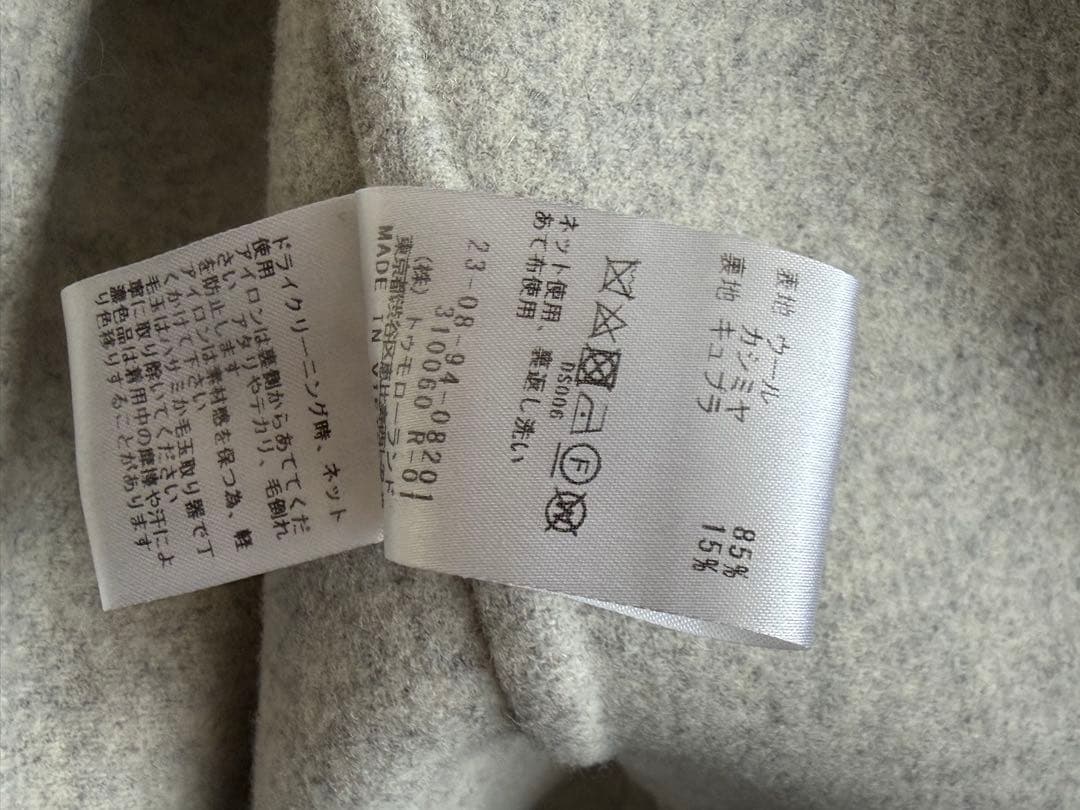 表地 ウール 85%
カシミヤ 15%
裏地 キュプラ
DS006
ネット使用、裏返し洗い
あて布使用
23-08-94-08201
310060 R-01
(株) トゥモローランド
東京都渋谷区
MADE IN
ドライクリーニング時、ネット
使用
アイロンは裏側からあててくだ
さい アタリやテカリ、毛倒れ
を防止します
アイロンは素材感を保つ為、軽
くかけて下さい
毛玉はハサミか毛玉取り器で丁
寧に取り除いてください
濃色品は着用中の摩擦や汗によ
り色移りすることがあります